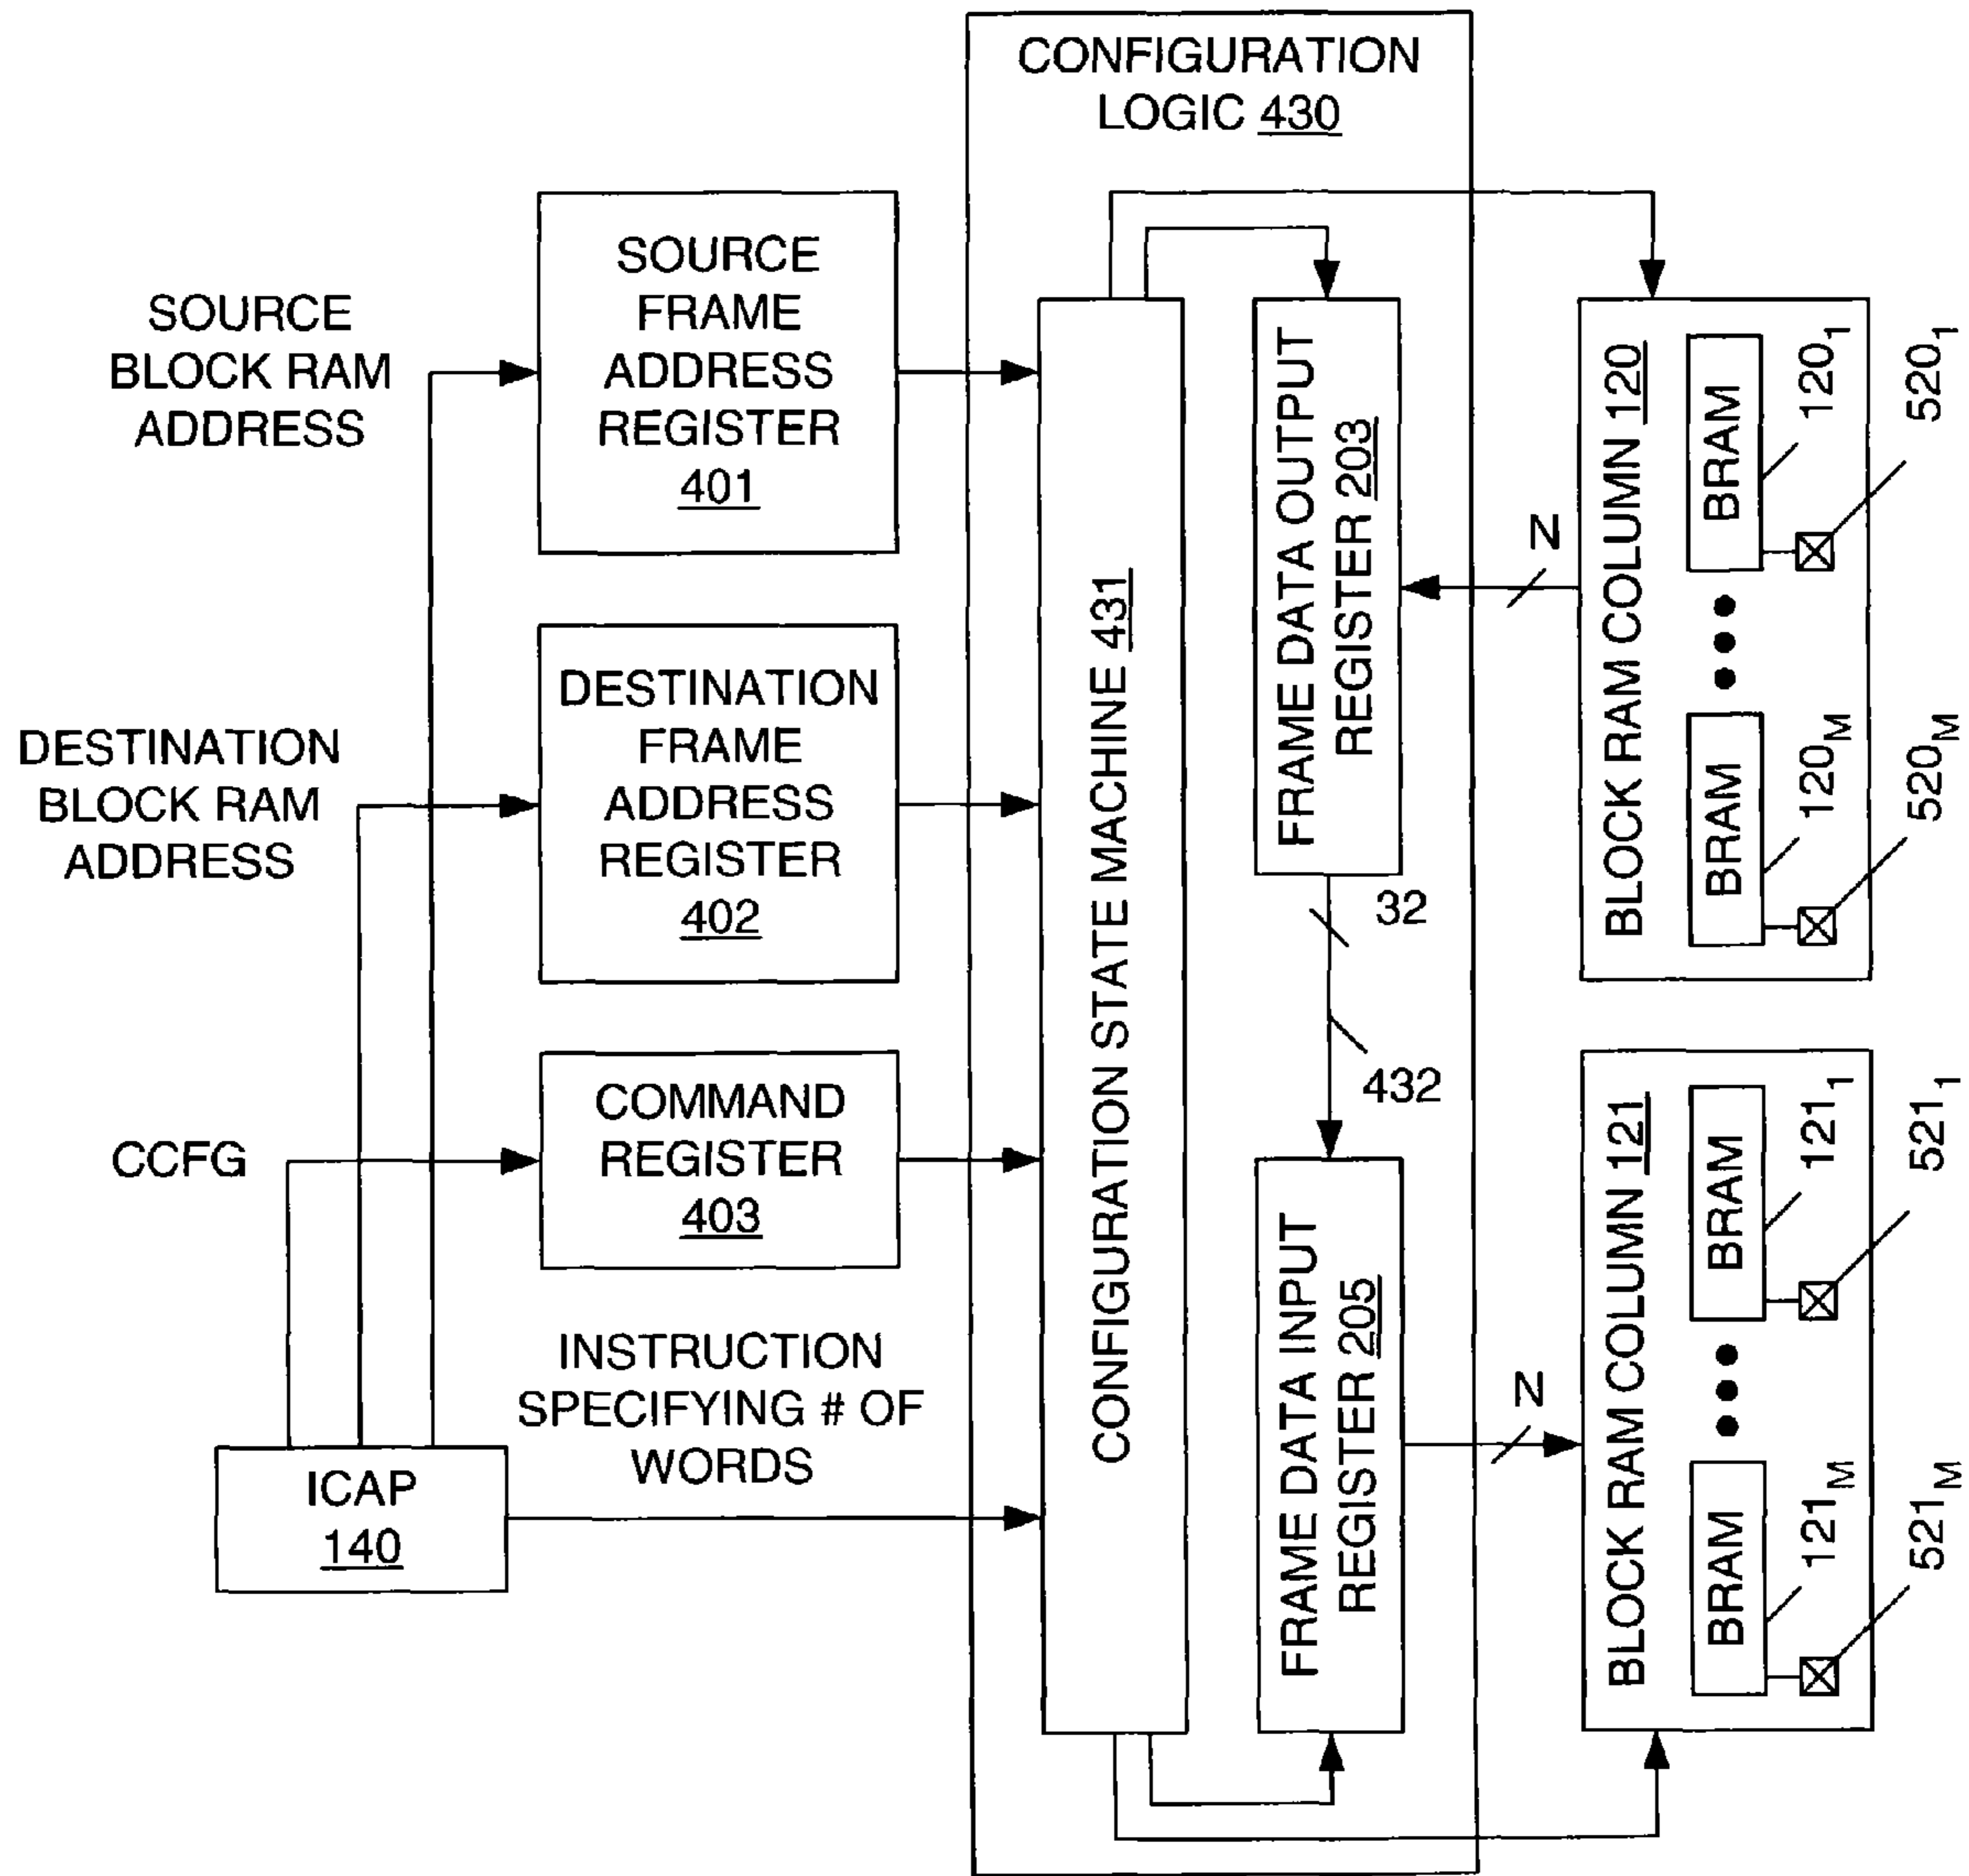 CONFIGURATION
LOGIC 430
SOURCE
BLOCK RAM
ADDRESS
SOURCE
FRAME
ADDRESS
REGISTER
401
DESTINATION
BLOCK RAM
ADDRESS
DESTINATION
FRAME
ADDRESS
REGISTER
402
CCFG
COMMAND
REGISTER
403
INSTRUCTION
SPECIFYING # OF
WORDS
ICAP
140
CONFIGURATION STATE MACHINE 431
FRAME DATA OUTPUT
REGISTER 203
32
432
FRAME DATA INPUT
REGISTER 205
N
N
BLOCK RAM COLUMN 120
BRAM
120₁
520₁
BRAM
120M
520M
BLOCK RAM COLUMN 121
BRAM
121₁
521₁
BRAM
121M
521M